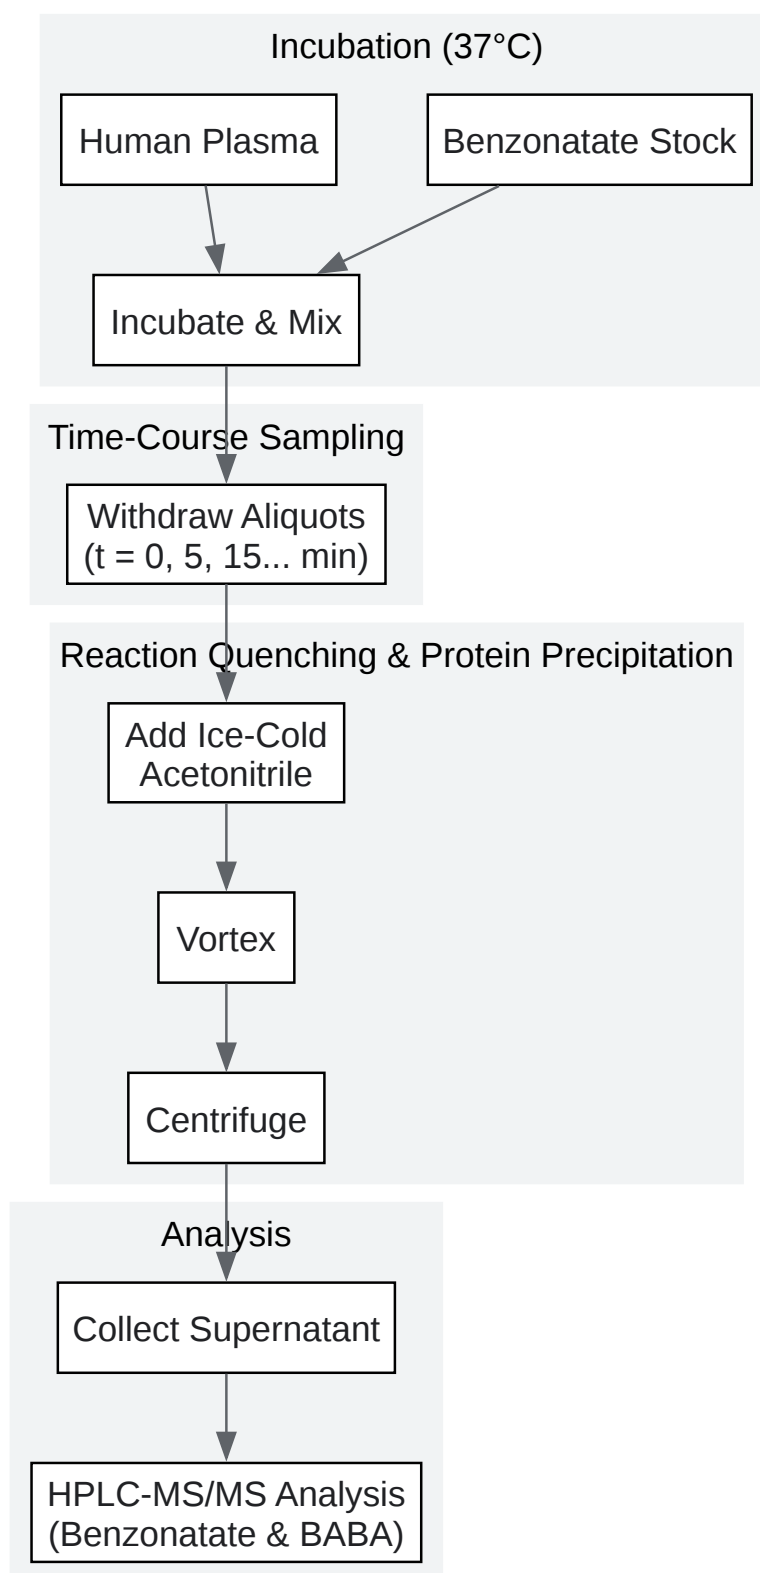 Incubation (37°C)
Human Plasma
Benzonatate Stock
Incubate & Mix
Time-Course Sampling
Withdraw Aliquots
(t = 0, 5, 15... min)
Reaction Quenching & Protein Precipitation
Add Ice-Cold
Acetonitrile
Vortex
Centrifuge
Analysis
Collect Supernatant
HPLC-MS/MS Analysis
(Benzonatate & BABA)